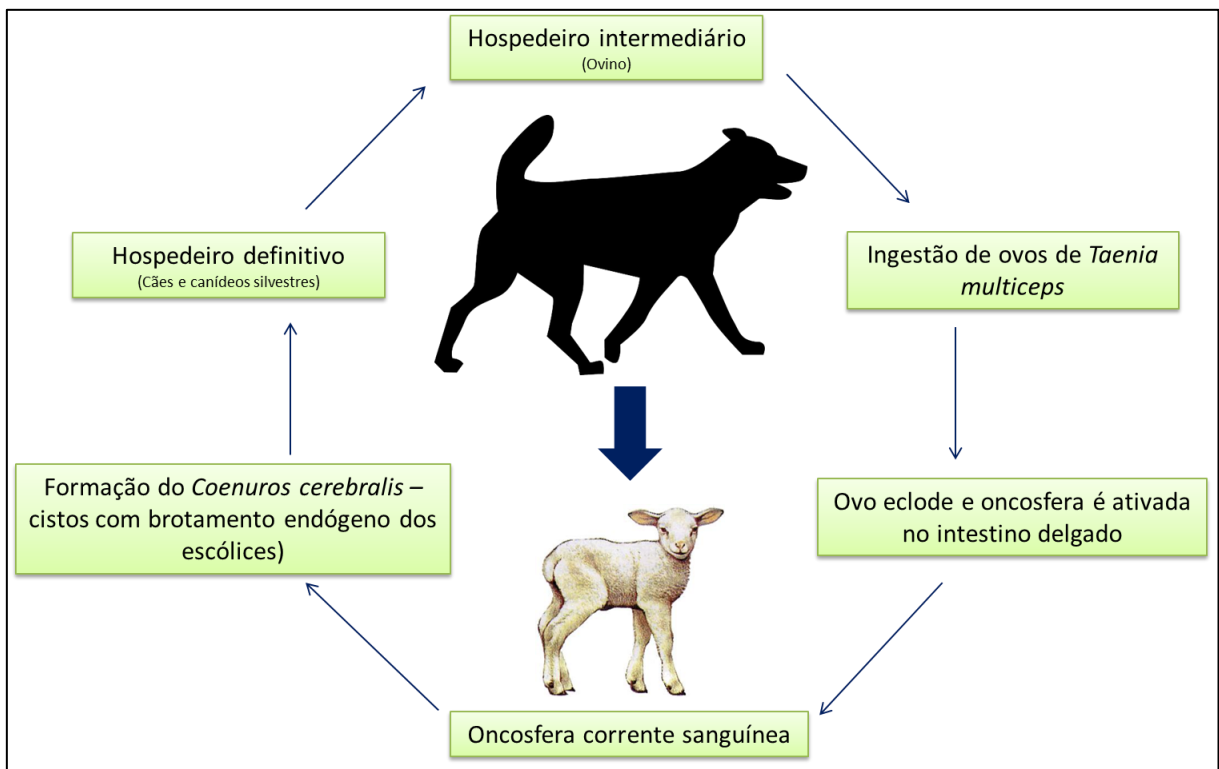 Hospedeiro intermediário
(Ovino)
Ingestão de ovos de Taenia
multiceps
Ovo eclode e oncosfera é ativada
no intestino delgado
Oncosfera corrente sanguínea
Formação do Coenuros cerebralis –
cistos com brotamento endógeno dos
escólices)
Hospedeiro definitivo
(Cães e canídeos silvestres)